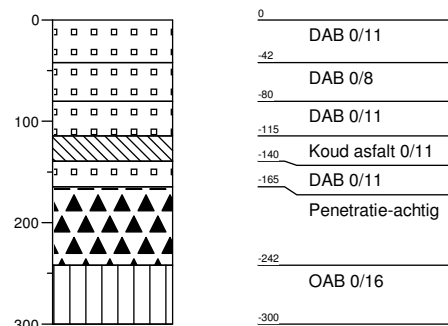 0
0
DAB 0/11
-42
DAB 0/8
-80
DAB 0/11
100
-115
Koud asfalt 0/11
-140
DAB 0/11
-165
Penetratie-achtig
200
-242
OAB 0/16
300
-300